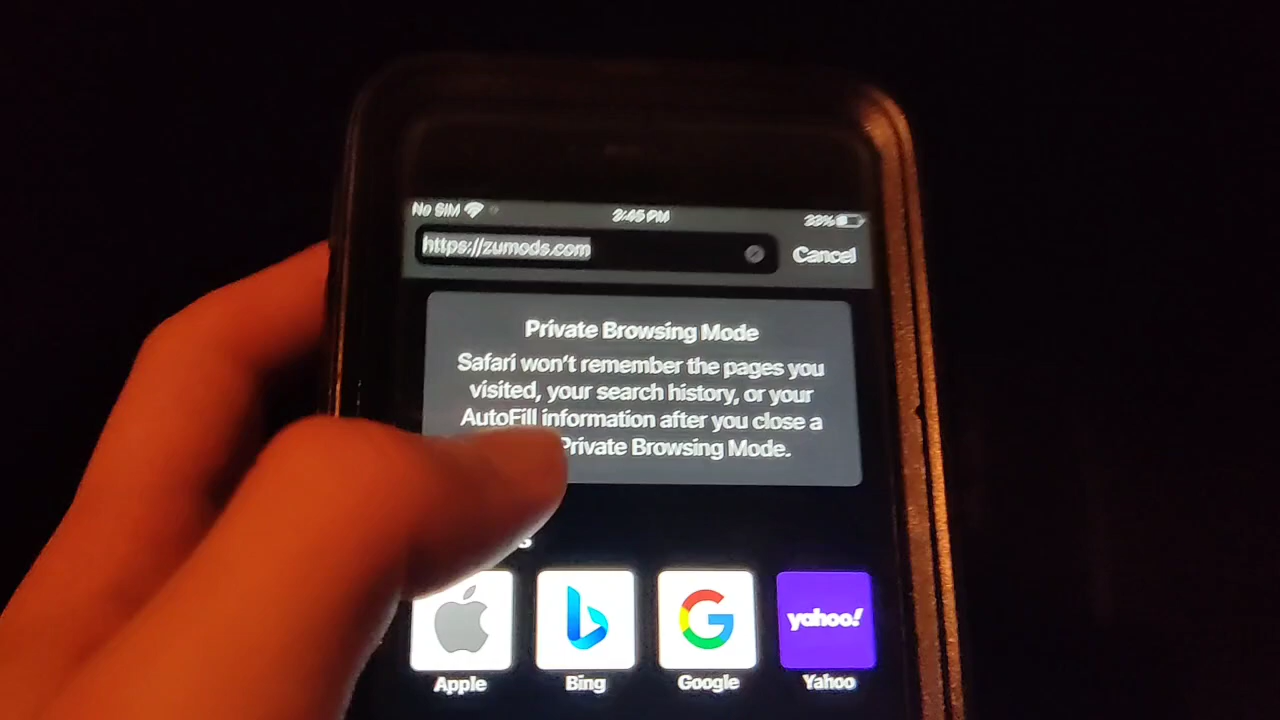 No SIM 3:45 PM 33%
https://zumods.com Cancel
Private Browsing Mode
Safari won't remember the pages you
visited, your search history, or your
AutoFill information after you close a
Private Browsing Mode.
yahoo!
Apple Bing Google Yahoo